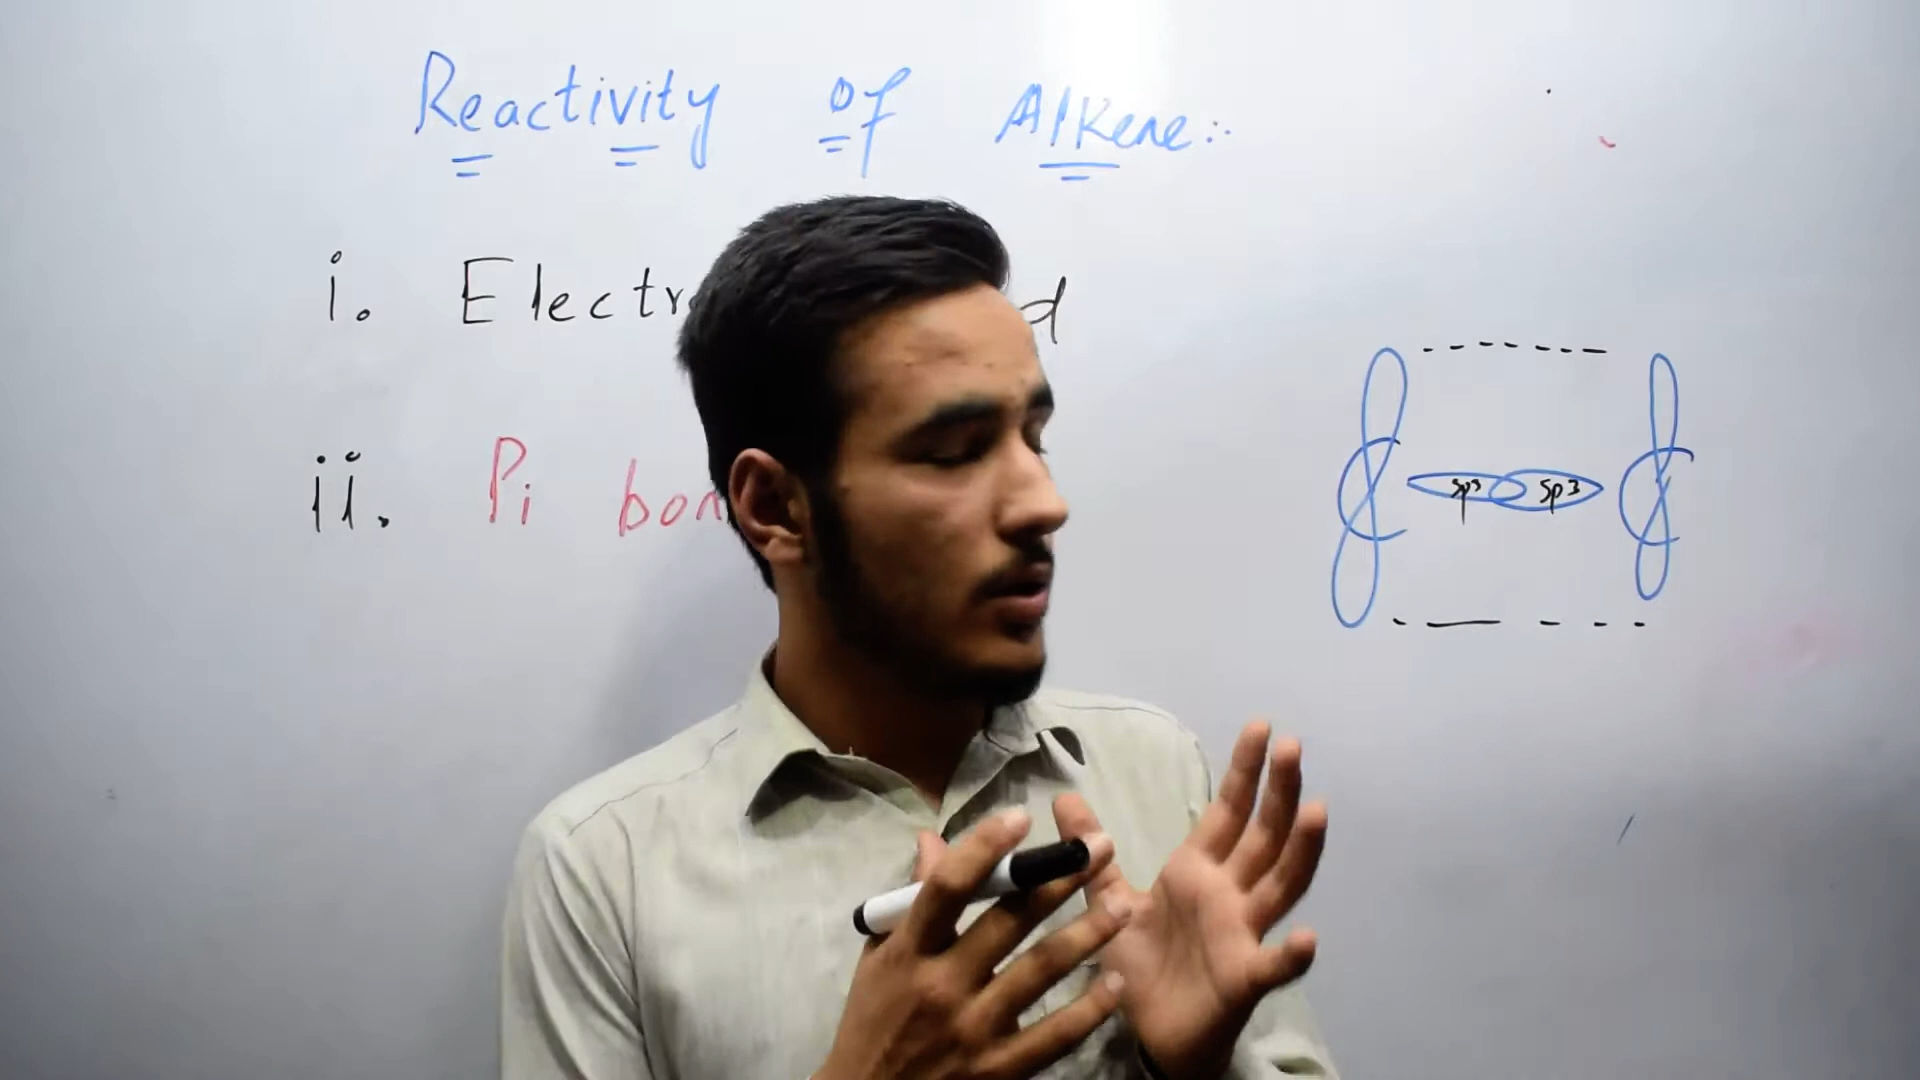 Reactivity of Alkene:-
i. Electr d
ii. Pi bon
C sp3 sp3 C